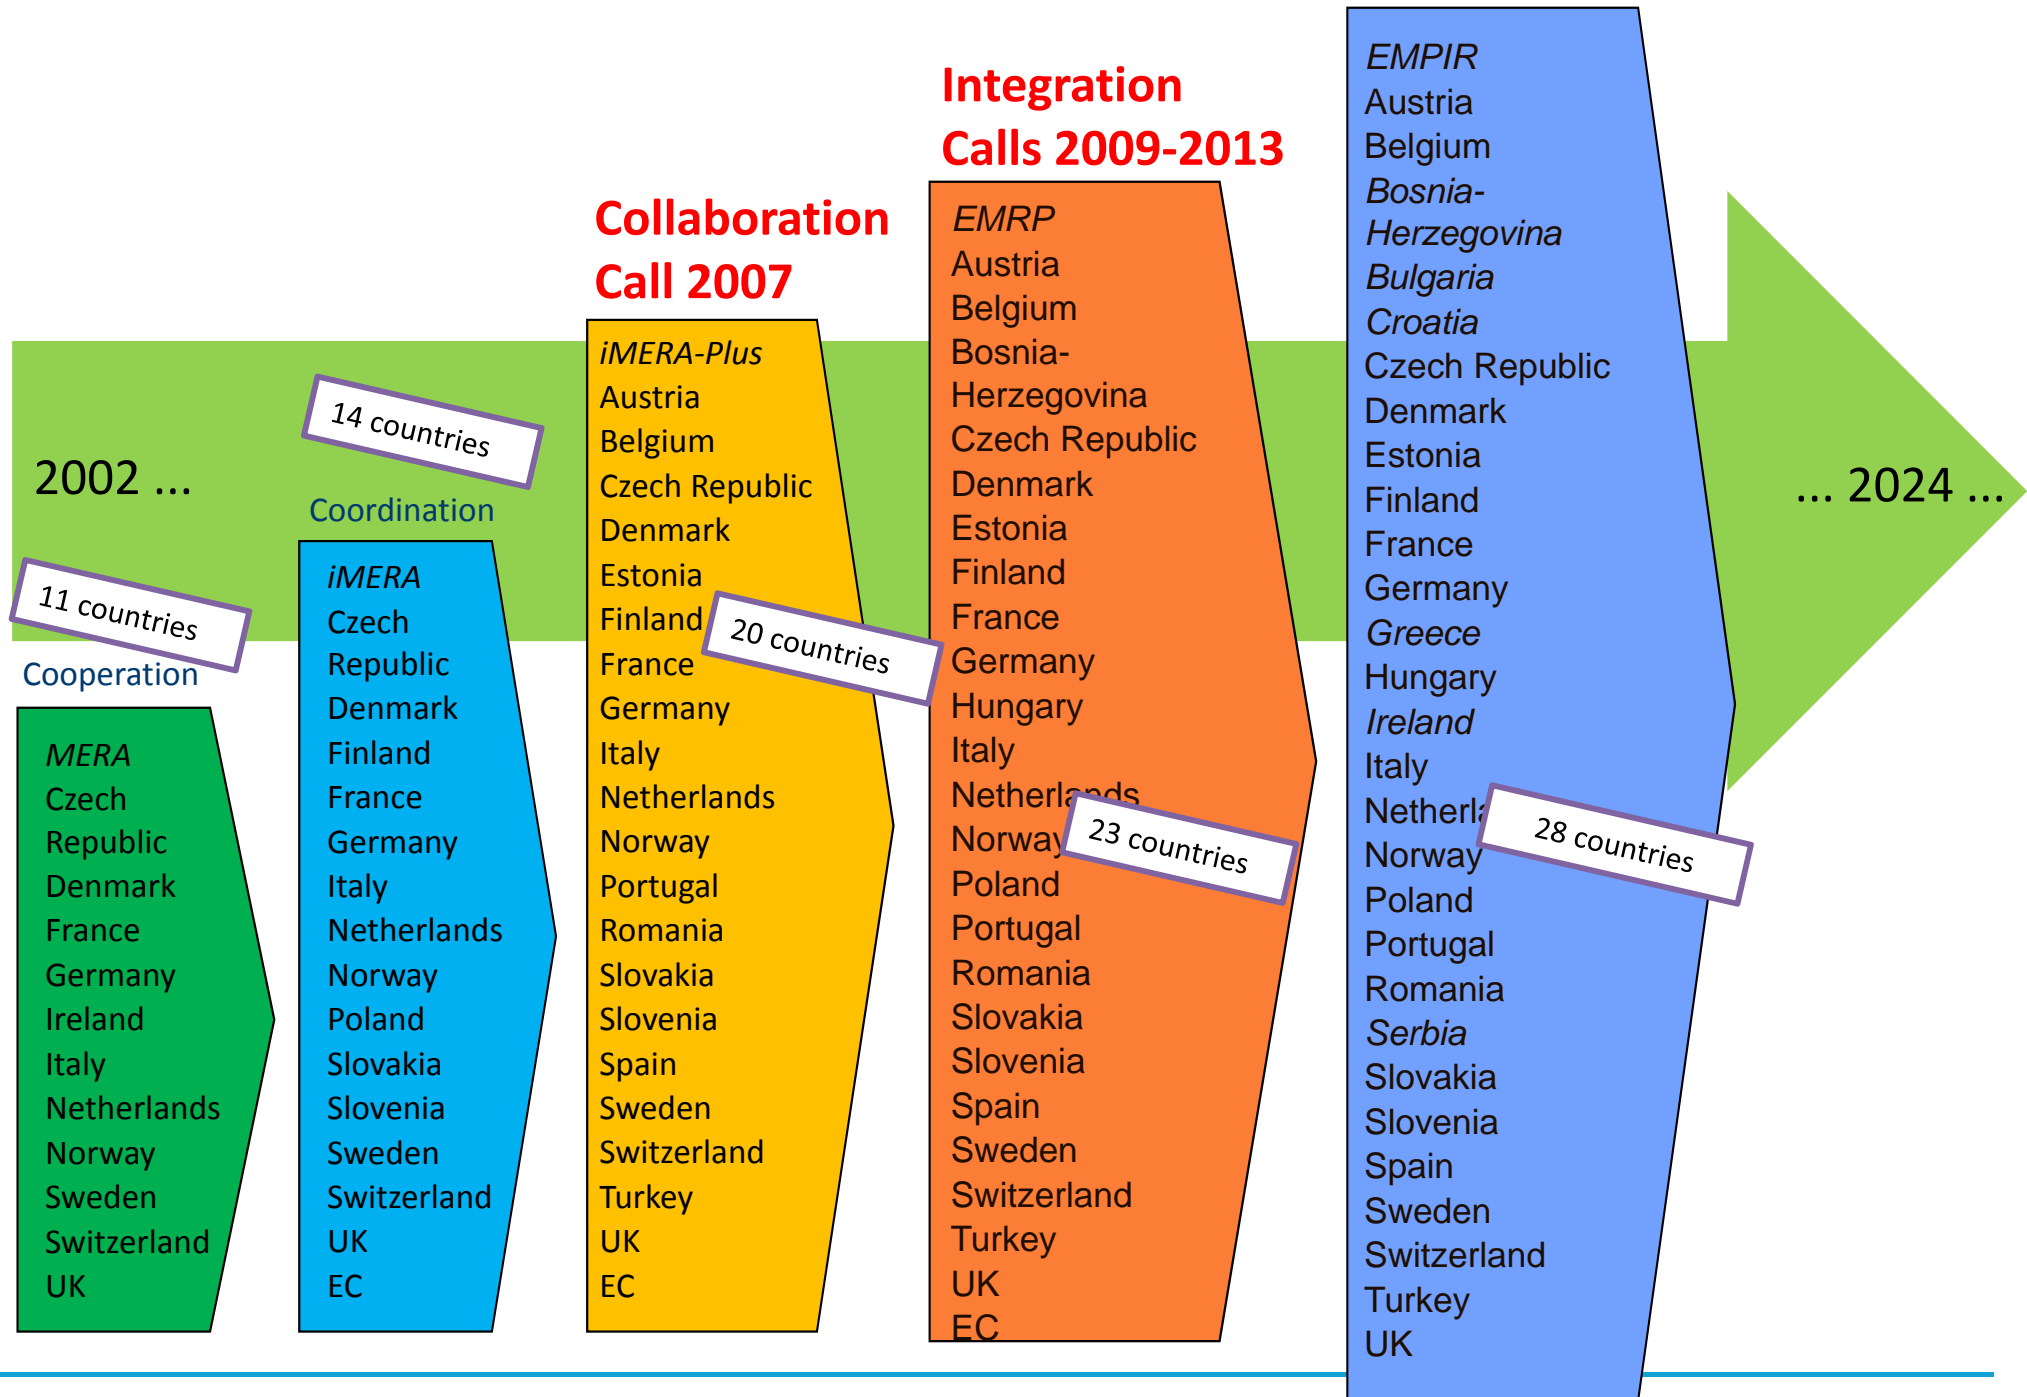 2002 ...
11 countries
Cooperation
MERA
Czech
Republic
Denmark
France
Germany
Ireland
Italy
Netherlands
Norway
Sweden
Switzerland
UK
14 countries
Coordination
iMERA
Czech
Republic
Denmark
Finland
France
Germany
Italy
Netherlands
Norway
Poland
Slovakia
Slovenia
Sweden
Switzerland
UK
EC
Collaboration
Call 2007
iMERA-Plus
Austria
Belgium
Czech Republic
Denmark
Estonia
Finland
France
Germany
Italy
Netherlands
Norway
Portugal
Romania
Slovakia
Slovenia
Spain
Sweden
Switzerland
Turkey
UK
EC
20 countries
Integration
Calls 2009-2013
EMRP
Austria
Belgium
Bosnia-
Herzegovina
Czech Republic
Denmark
Estonia
Finland
France
Germany
Hungary
Italy
Netherlands
Norway
Poland
Portugal
Romania
Slovakia
Slovenia
Spain
Sweden
Switzerland
Turkey
UK
EC
23 countries
EMPIR
Austria
Belgium
Bosnia-
Herzegovina
Bulgaria
Croatia
Czech Republic
Denmark
Estonia
Finland
France
Germany
Greece
Hungary
Ireland
Italy
Netherla
Norway
Poland
Portugal
Romania
Serbia
Slovakia
Slovenia
Spain
Sweden
Switzerland
Turkey
UK
28 countries
... 2024 ...